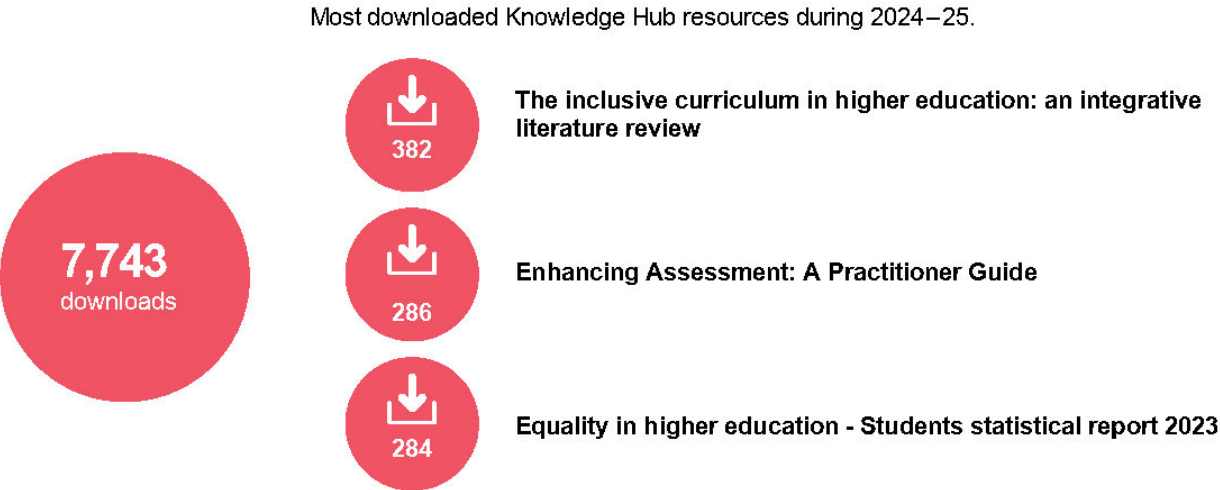 Most downloaded Knowledge Hub resources during 2024–25.
7,743
downloads
382
The inclusive curriculum in higher education: an integrative
literature review
286
Enhancing Assessment: A Practitioner Guide
284
Equality in higher education - Students statistical report 2023